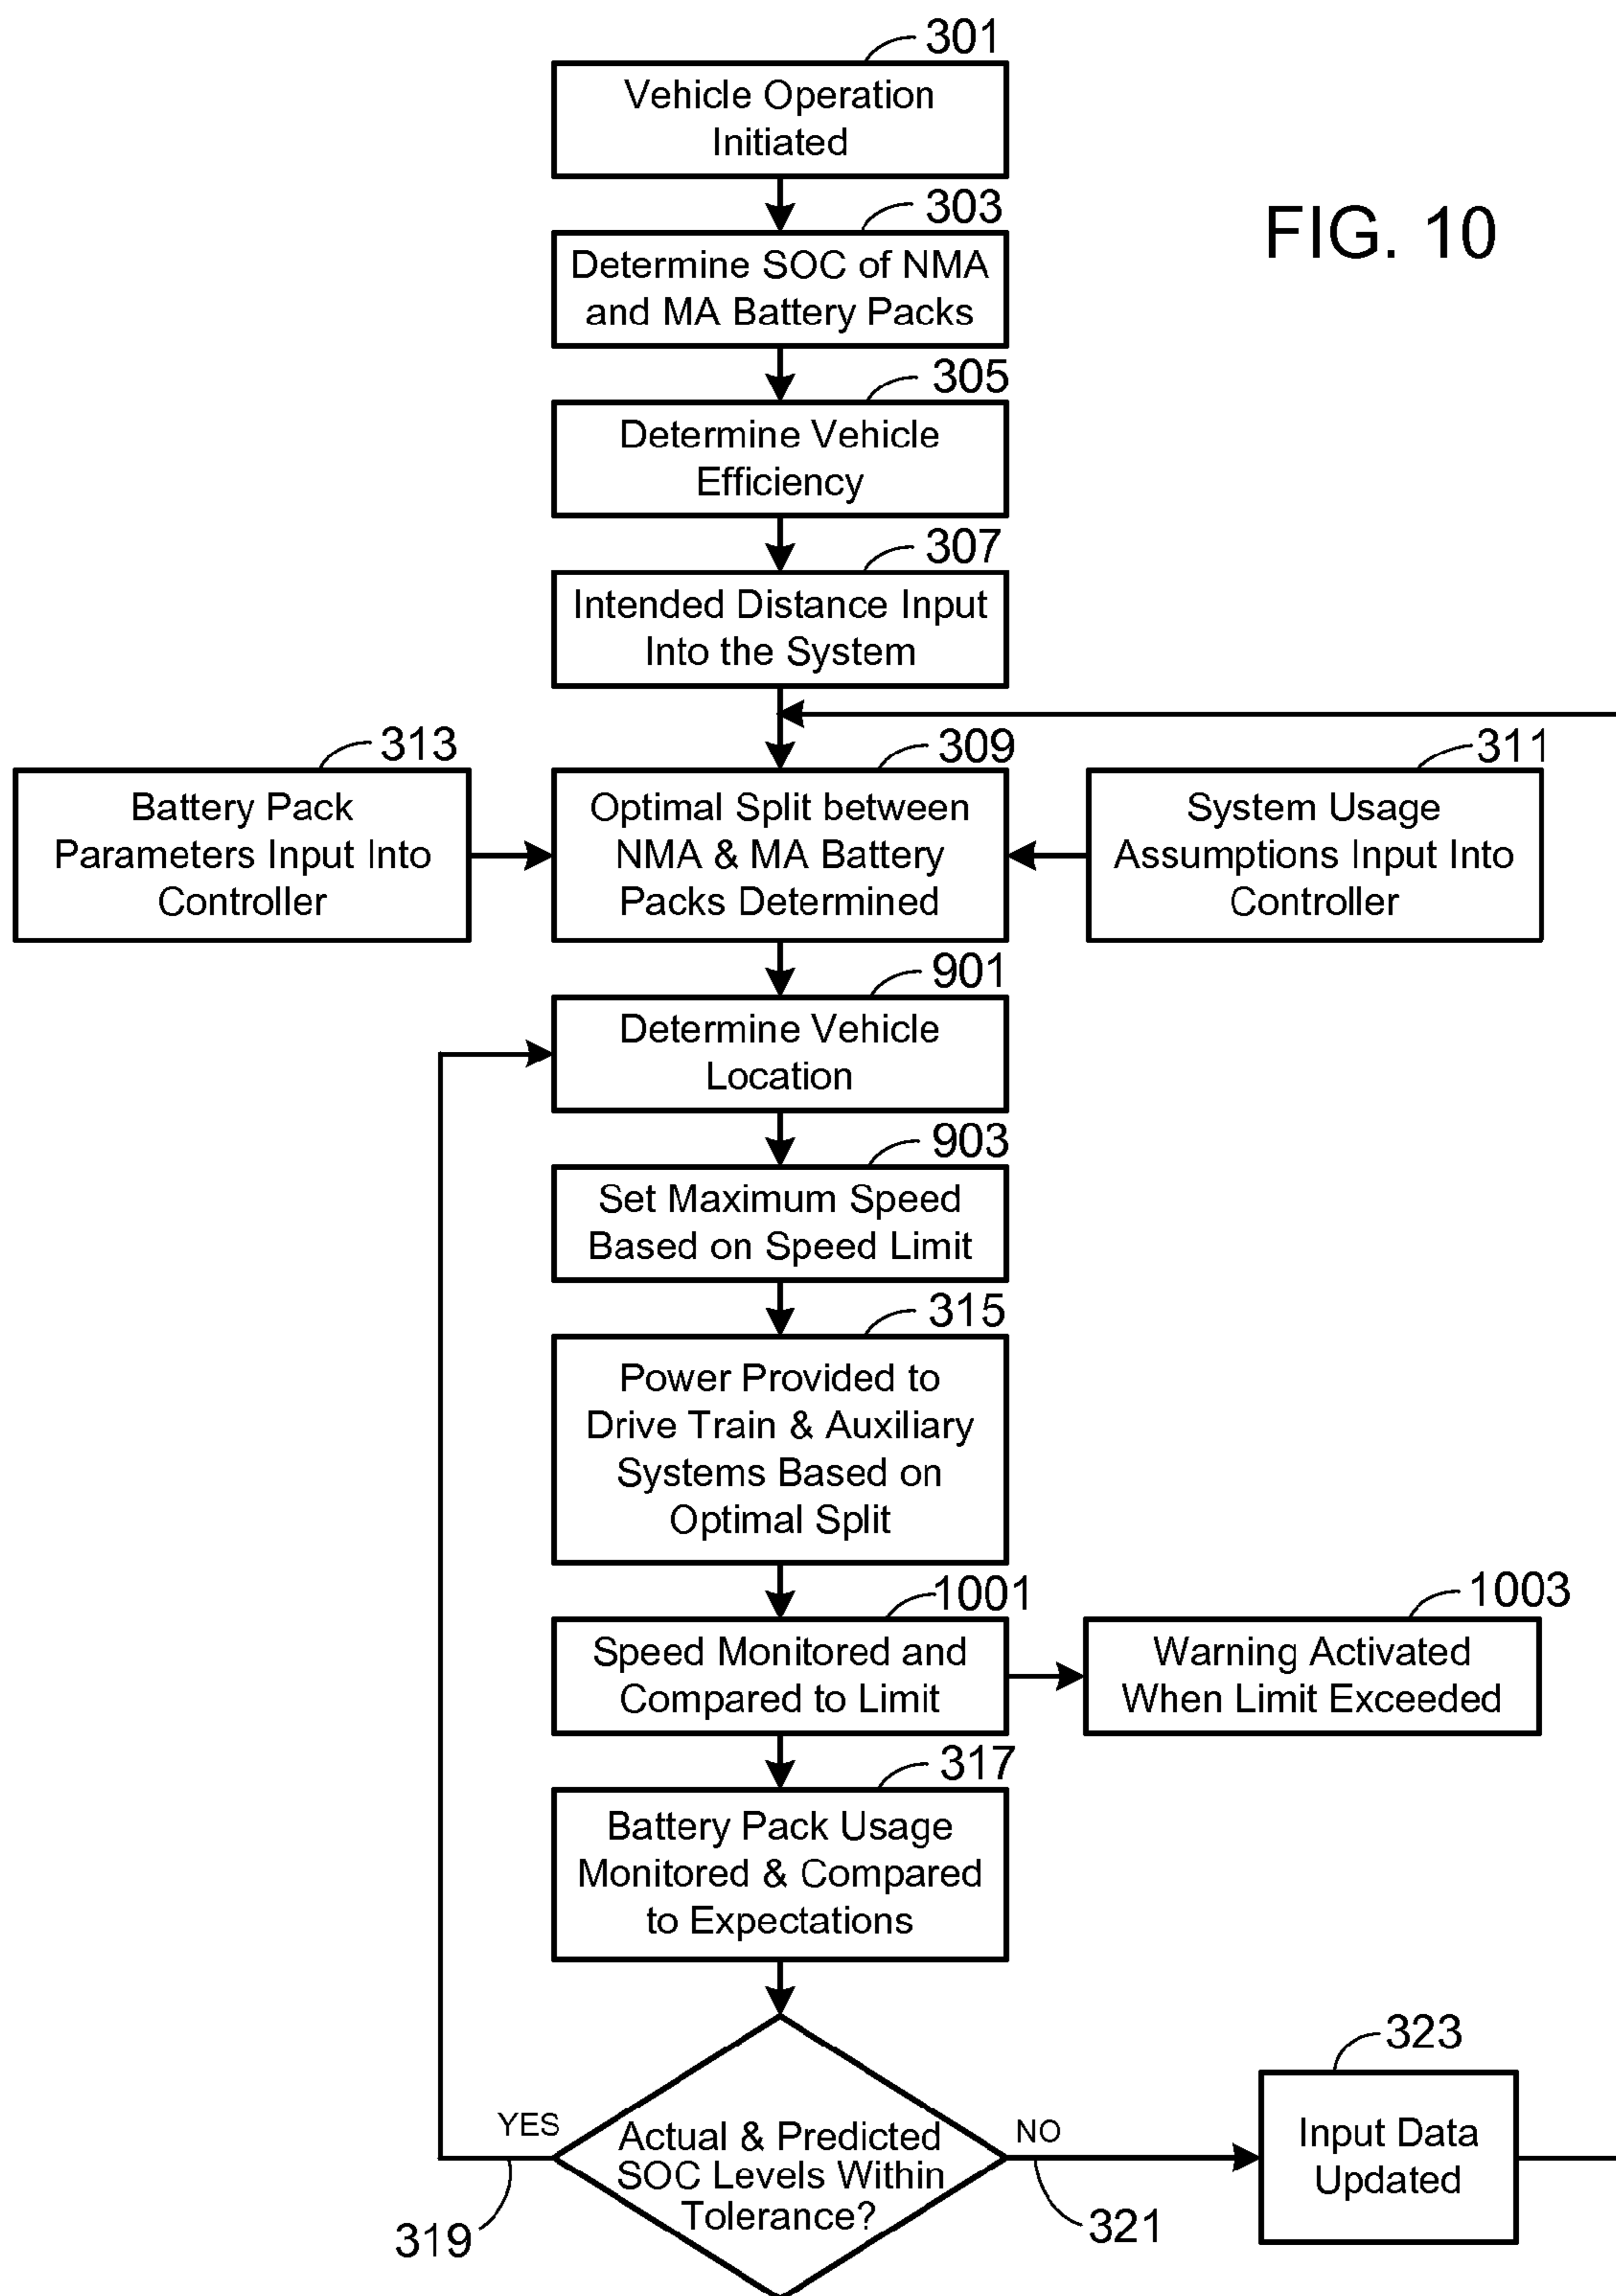 301
Vehicle Operation
Initiated
FIG. 10
303
Determine SOC of NMA
and MA Battery Packs
305
Determine Vehicle
Efficiency
307
Intended Distance Input
Into the System
313
Battery Pack
Parameters Input Into
Controller
309
Optimal Split between
NMA & MA Battery
Packs Determined
311
System Usage
Assumptions Input Into
Controller
901
Determine Vehicle
Location
903
Set Maximum Speed
Based on Speed Limit
315
Power Provided to
Drive Train & Auxiliary
Systems Based on
Optimal Split
1001
Speed Monitored and
Compared to Limit
1003
Warning Activated
When Limit Exceeded
317
Battery Pack Usage
Monitored & Compared
to Expectations
YES
319
Actual & Predicted
SOC Levels Within
Tolerance?
NO
321
323
Input Data
Updated